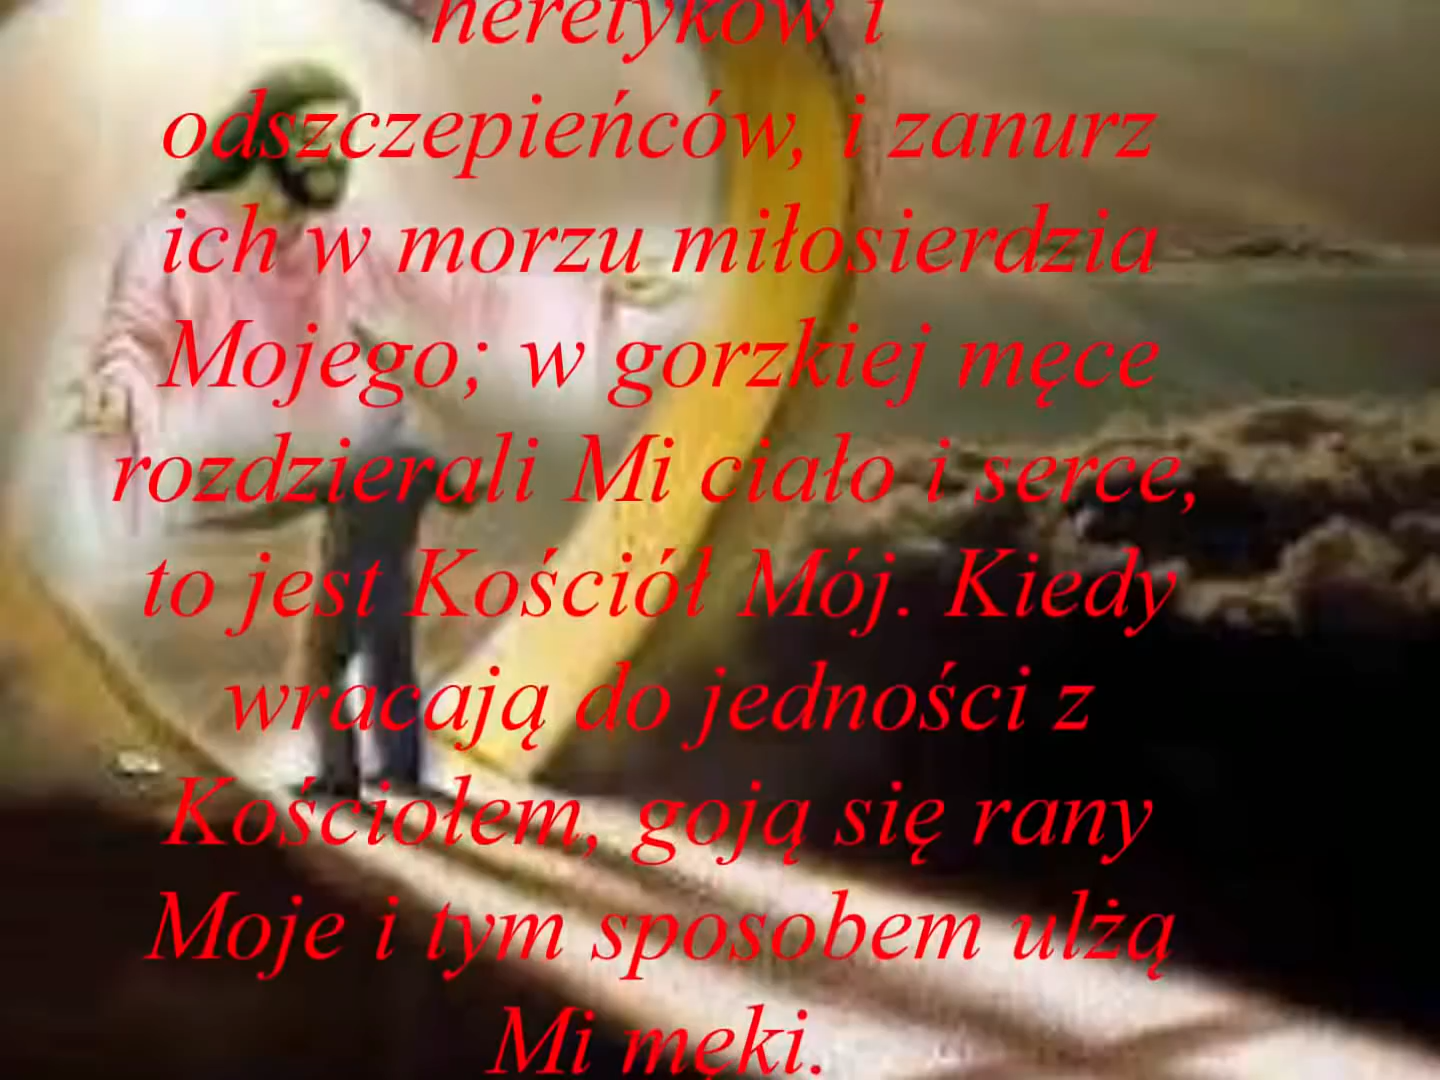 heretyków i
odszczepieńców, i zanurz
ich w morzu miłosierdzia
Mojego; w gorzkiej męce
rozdzierali Mi ciało i serce,
to jest Kościół Mój. Kiedy
wracają do jedności z
Kościołem, goją się rany
Moje i tym sposobem ulżą
Mi męki.